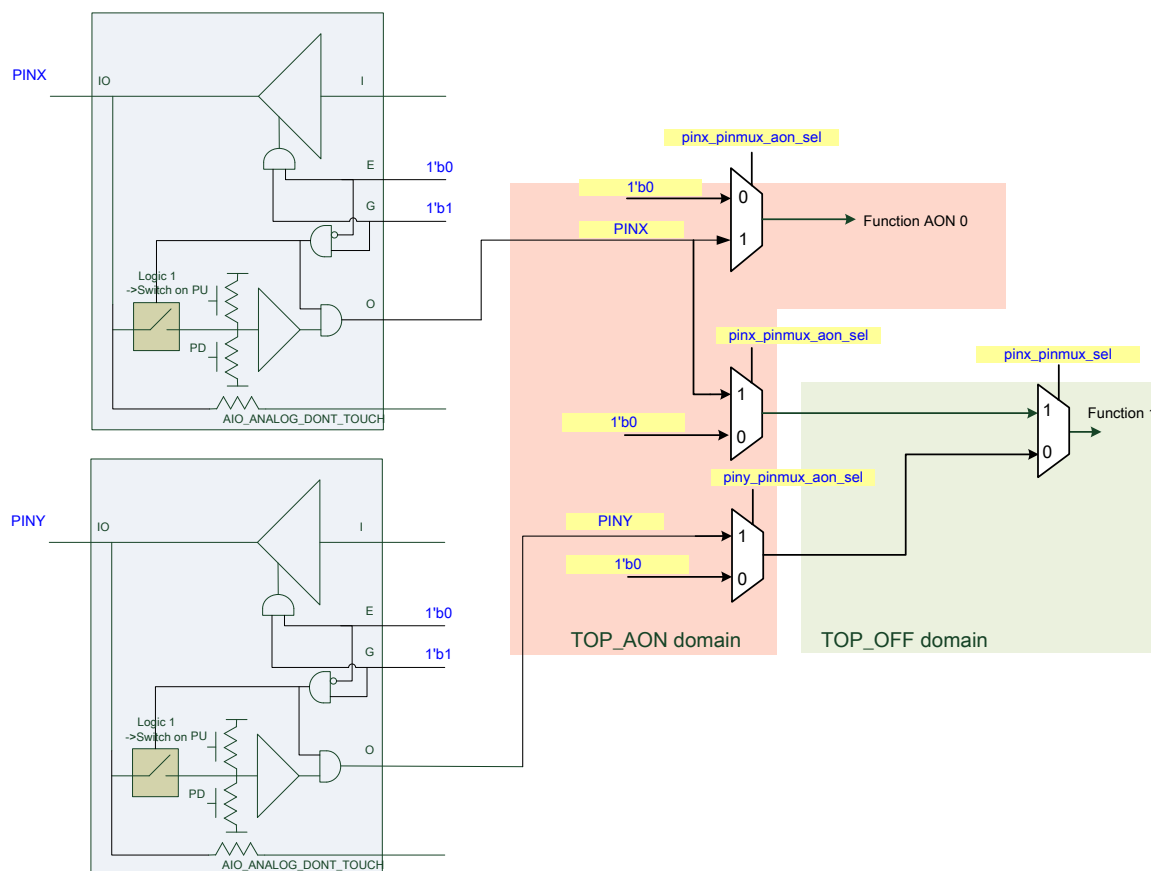 PINX
IO
I
E
1'b0
G
1'b1
Logic 1
->Switch on PU
PD
O
AIO_ANALOG_DONT_TOUCH
pinx_pinmux_aon_sel
1'b0
0
PINX
1
Function AON 0
pinx_pinmux_aon_sel
1
1'b0
0
pinx_pinmux_sel
1
Function
0
piny_pinmux_aon_sel
PINY
1
1'b0
0
TOP_AON domain
TOP_OFF domain
PINY
IO
I
E
1'b0
G
1'b1
Logic 1
->Switch on PU
PD
O
AIO_ANALOG_DONT_TOUCH